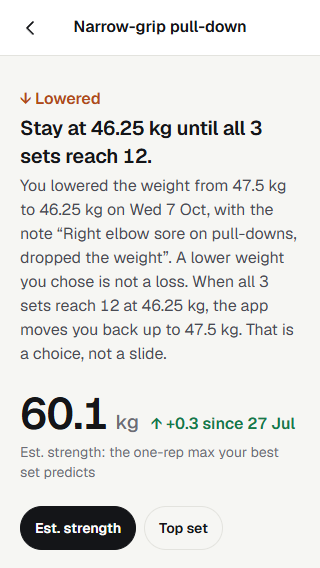 Narrow-grip pull-down
↓ Lowered
Stay at 46.25 kg until all 3
sets reach 12.
You lowered the weight from 47.5 kg
to 46.25 kg on Wed 7 Oct, with the
note “Right elbow sore on pull-downs,
dropped the weight”. A lower weight
you chose is not a loss. When all 3
sets reach 12 at 46.25 kg, the app
moves you back up to 47.5 kg. That is
a choice, not a slide.
60.1 kg ↑ +0.3 since 27 Jul
Est. strength: the one-rep max your best
set predicts
Est. strength Top set